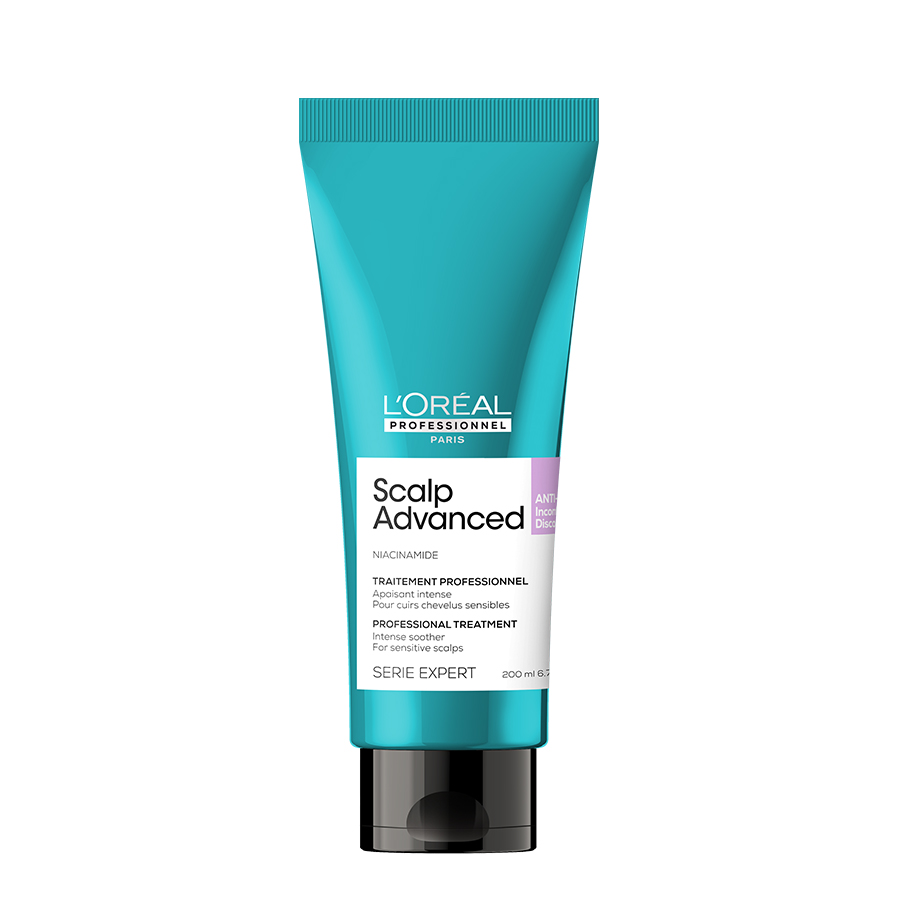 L'ORÉAL
PROFESSIONNEL
PARIS
Scalp
Advanced
ANTI-
NIACINAMIDE
TRAITEMENT PROFESSIONNEL
Apaisant intense
Pour cuirs chevelus sensibles
PROFESSIONAL TREATMENT
Intense soother
For sensitive scalps
SERIE EXPERT
200 ml